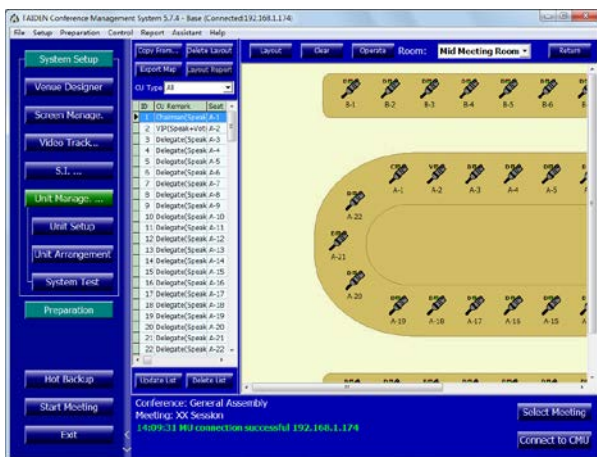 TAIDEN Conference Management System 5.7.4 - Base (Connected:192.168.1.174)
File Setup Preparation Control Report Assistant Help
System Setup
Venue Designer
Screen Manage.
Video Track...
S.I. ...
Unit Manage. ...
Unit Setup
Unit Arrangement
System Test
Preparation
Hot Backup
Start Meeting
Exit
Copy From... Delete Layout
Export Map Layout Report
CU Type All
ID CU Remark Seat
1 Chairman(Speak A-1
2 VIP(Speak+Vot A-2
3 Delegate(Speak A-3
4 Delegate(Speak A-4
5 Delegate(Speak A-5
6 Delegate(Speak A-6
7 Delegate(Speak A-7
8 Delegate(Speak A-8
9 Delegate(Speak A-9
10 Delegate(Speak A-10
11 Delegate(Speak A-11
12 Delegate(Speak A-12
13 Delegate(Speak A-13
14 Delegate(Speak A-14
15 Delegate(Speak A-15
16 Delegate(Speak A-16
17 Delegate(Speak A-17
18 Delegate(Speak A-18
19 Delegate(Speak A-19
20 Delegate(Speak A-20
21 Delegate(Speak A-21
22 Delegate(Speak A-22
Update List Delete List
Layout Clear Operate Room: Mid Meeting Room Return
B-1 B-2 B-3 B-4 B-5 B-6
A-1 A-2 A-3 A-4 A-5
A-22
A-21
A-20
A-19 A-18 A-17 A-16 A-15
Conference: General Assembly
Meeting: XX Session
14:09:31 MU connection successful 192.168.1.174
Select Meeting
Connect to CMU